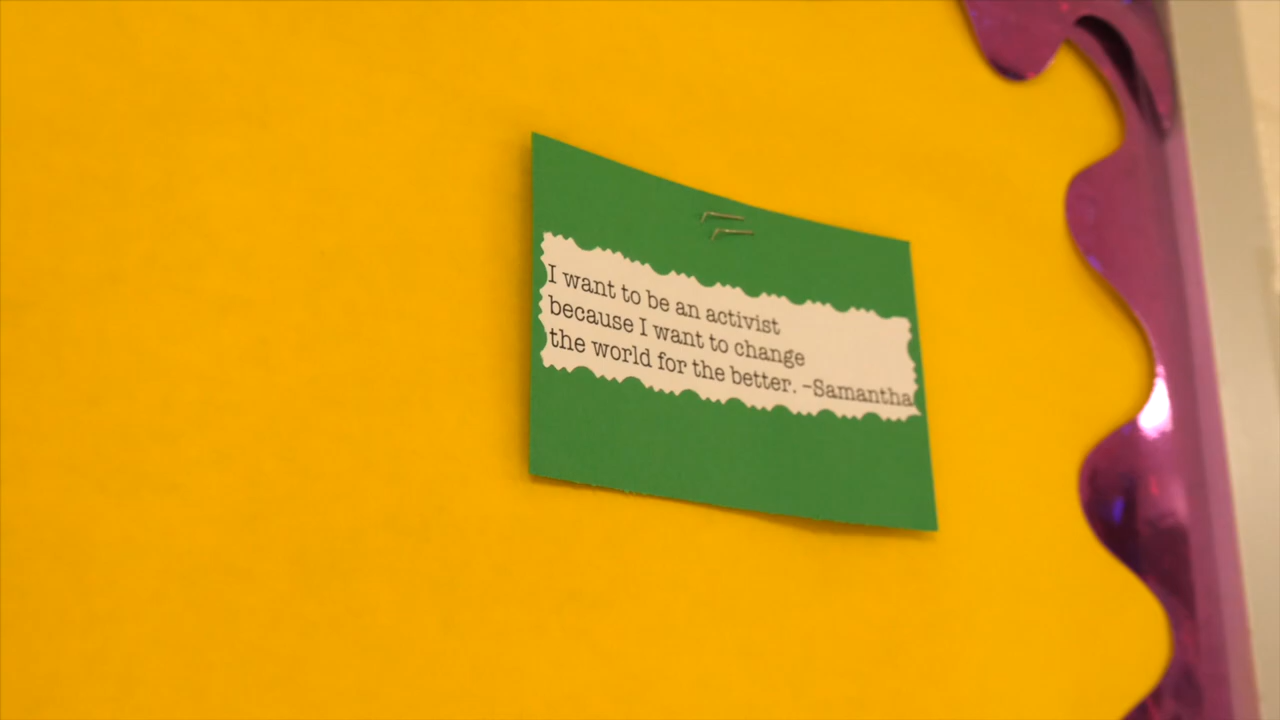 I want to be an activist
because I want to change
the world for the better. -Samantha